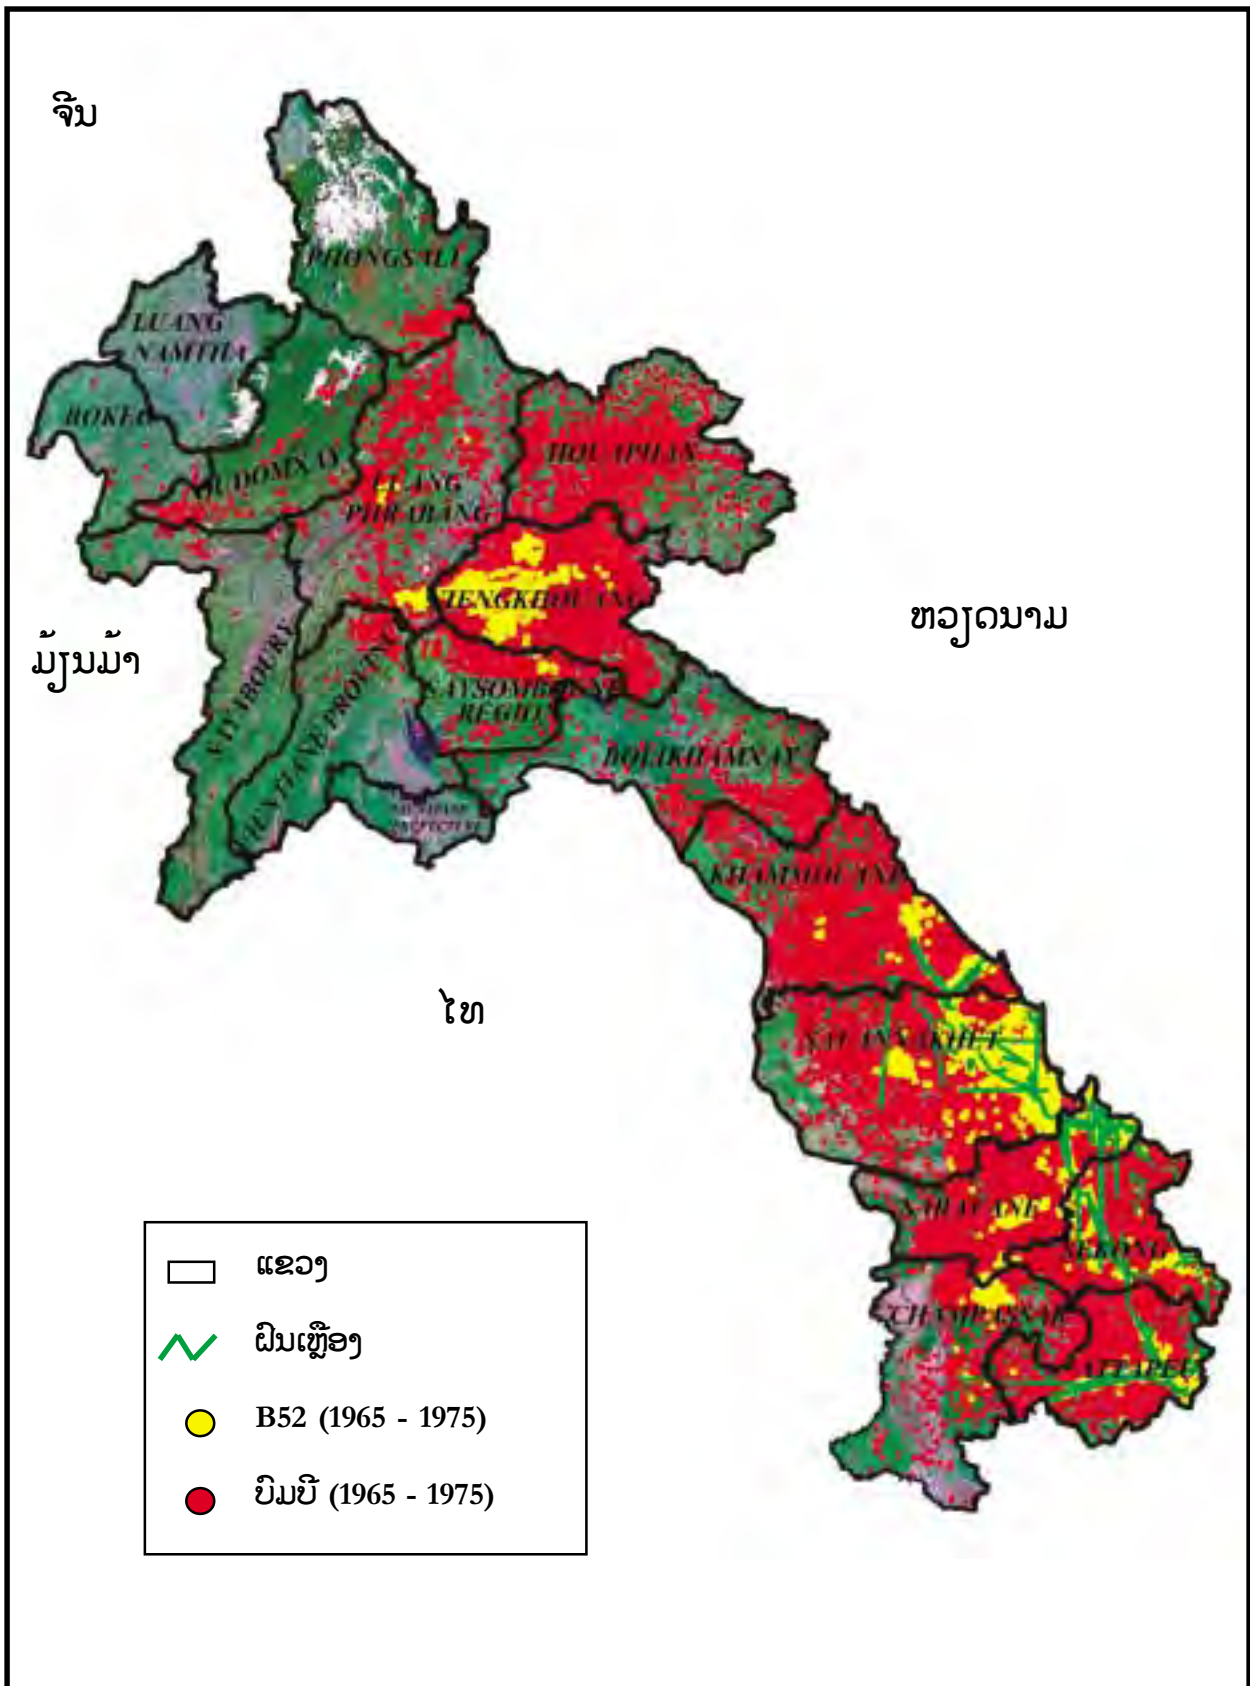 ຈີນ
PHONGSALI
LUANG
NAMTHA
BOKEO
OUDOMXAY
HOUAPHAN
LUANG
PHRABANG
ຫວຽດນາມ
ມ້ຽນມ້າ
REGION
BOLIKHAMXAY
KHAMMOUANE
ໄທ
SARAVANE
SEKONG
CHAMPASSAK
ATTAPEU
ແຂວງ
ຝົນເຫຼືອງ
B52 (1965 - 1975)
ບົມບີ (1965 - 1975)